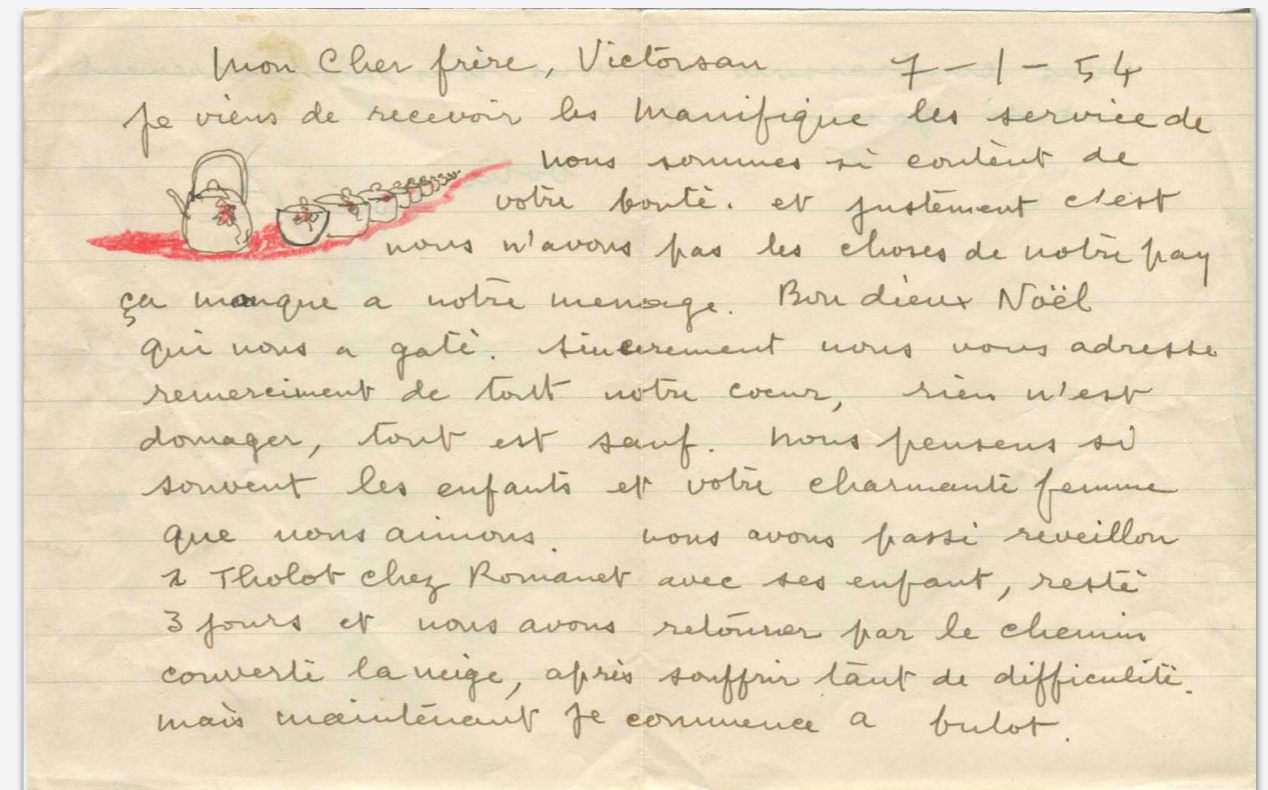 Mon Cher frère, Victorsan 7-1-54
Je viens de recevoir les Manifique les service de
nous sommes si contènt de
votre bontè. et justèment c'est
nous n'avons pas les choses de notre pay
ça manque a notre menage. Bon dieux Noël
qui nous a gatè. sincerement nous vous adresse
remerciment de tout notre coeur, rien n'est
domager, tout est sauf. nous pensens si
souvent les enfants et votre charmante femme
que nous aimons. nous avons passi reveillon
a Tholot chez Romanet avec ses enfant, restè
3 jours et nous avons retourner par le chemin
converti la neige, après souffrir tant de difficulitè.
mais maintenant je commence a bulot.